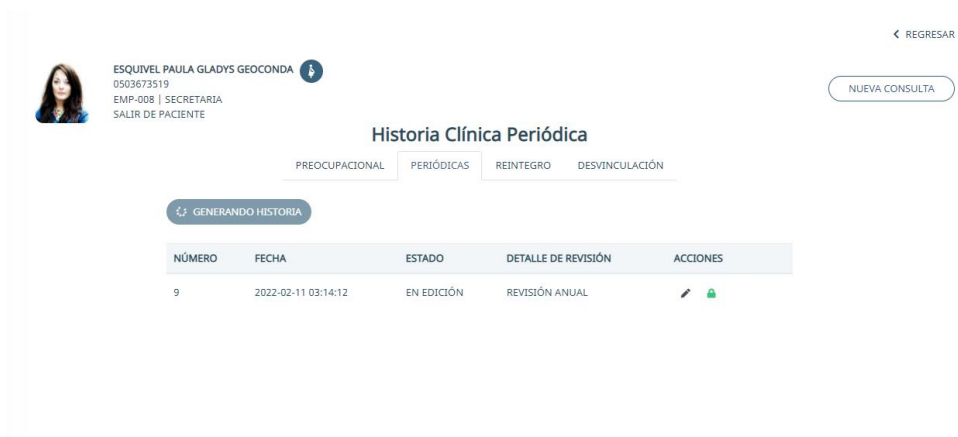 REGRESAR
ESQUIVEL PAULA GLADYS GEOCONDA
0503673519
EMP-008 | SECRETARIA
SALIR DE PACIENTE
NUEVA CONSULTA
Historia Clínica Periódica
PREOCUPACIONAL PERIÓDICAS REINTEGRO DESVINCULACIÓN
GENERANDO HISTORIA
NÚMERO FECHA ESTADO DETALLE DE REVISIÓN ACCIONES
9 2022-02-11 03:14:12 EN EDICIÓN REVISIÓN ANUAL